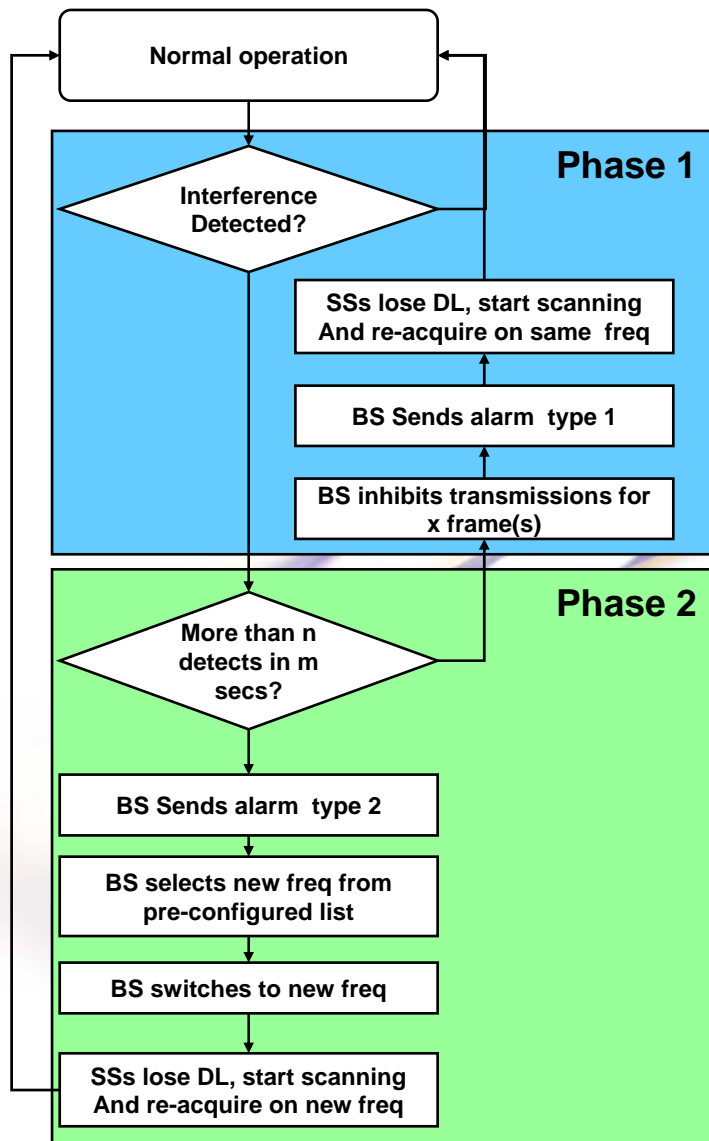 Normal operation
Phase 1
Interference
Detected?
SSs lose DL, start scanning
And re-acquire on same freq
BS Sends alarm type 1
BS inhibits transmissions for
x frame(s)
Phase 2
More than n
detects in m
secs?
BS Sends alarm type 2
BS selects new freq from
pre-configured list
BS switches to new freq
SSs lose DL, start scanning
And re-acquire on new freq